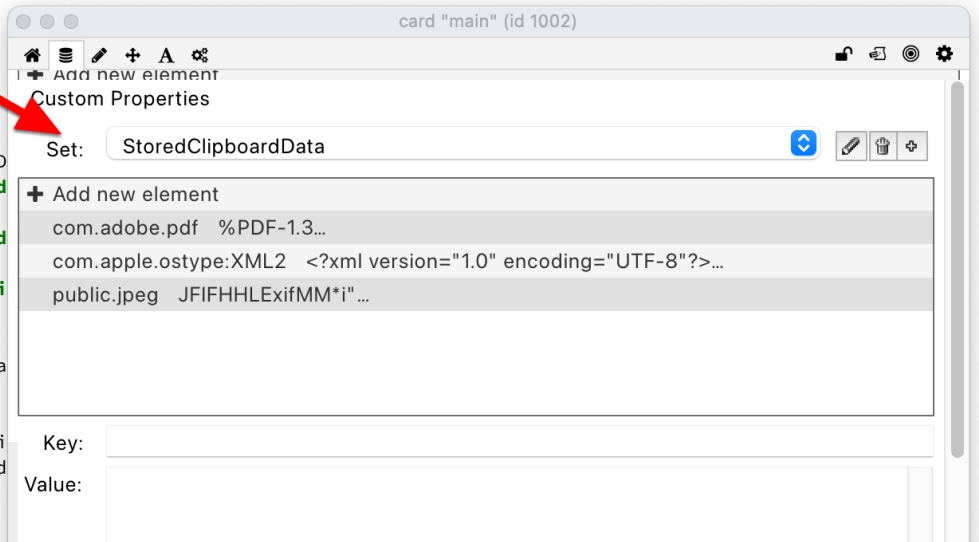 card "main" (id 1002)
Add new element
Custom Properties
Set: StoredClipboardData
Add new element
com.adobe.pdf %PDF-1.3...
com.apple.ostype:XML2 <?xml version="1.0" encoding="UTF-8"?>...
public.jpeg JFIFHHLExifMM*i"...
Key:
Value: